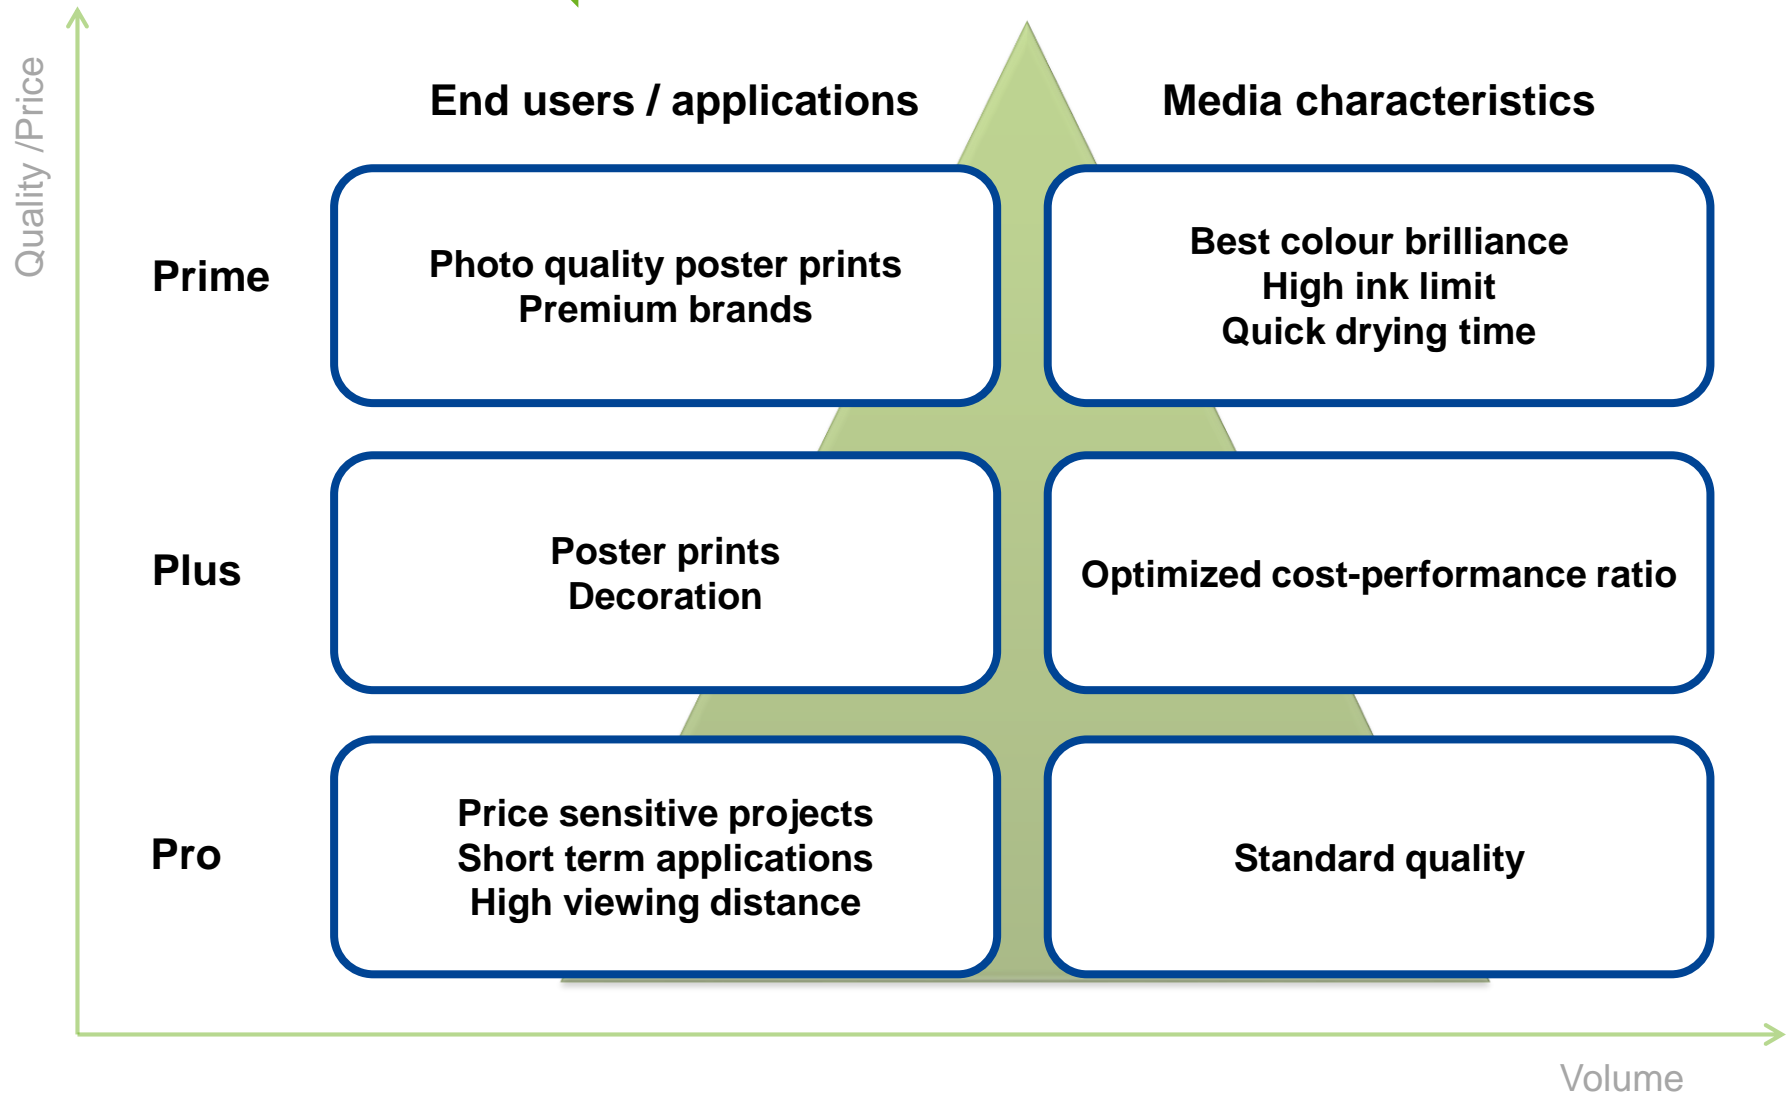 Quality /Price
End users / applications
Media characteristics
Prime
Photo quality poster prints
Premium brands
Best colour brilliance
High ink limit
Quick drying time
Plus
Poster prints
Decoration
Optimized cost-performance ratio
Pro
Price sensitive projects
Short term applications
High viewing distance
Standard quality
Volume